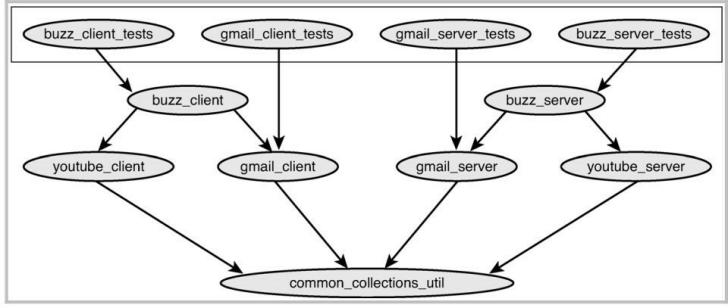 buzz_client_tests
gmail_client_tests
gmail_server_tests
buzz_server_tests
buzz_client
buzz_server
youtube_client
gmail_client
gmail_server
youtube_server
common_collections_util